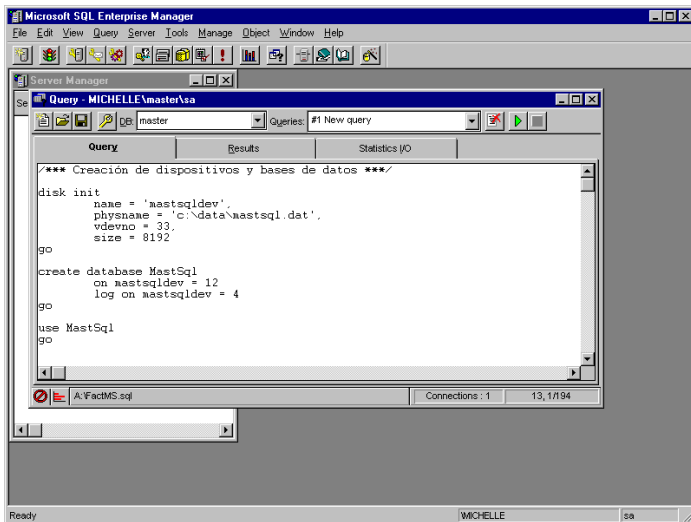 Microsoft SQL Enterprise Manager
File Edit View Query Server Tools Manage Object Window Help
Server Manager
Se
Query - MICHELLE\master\sa
DB: master Queries: #1 New query
Query Results Statistics I/O
/*** Creación de dispositivos y bases de datos ***/
disk init
name = 'mastsqldev',
physname = 'c:\data\mastsql.dat',
vdevno = 33,
size = 8192
go
create database MastSql
on mastsqldev = 12
log on mastsqldev = 4
go
use MastSql
go
A:\FactMS.sql Connections : 1 13, 1/194
Ready \MICHELLE sa